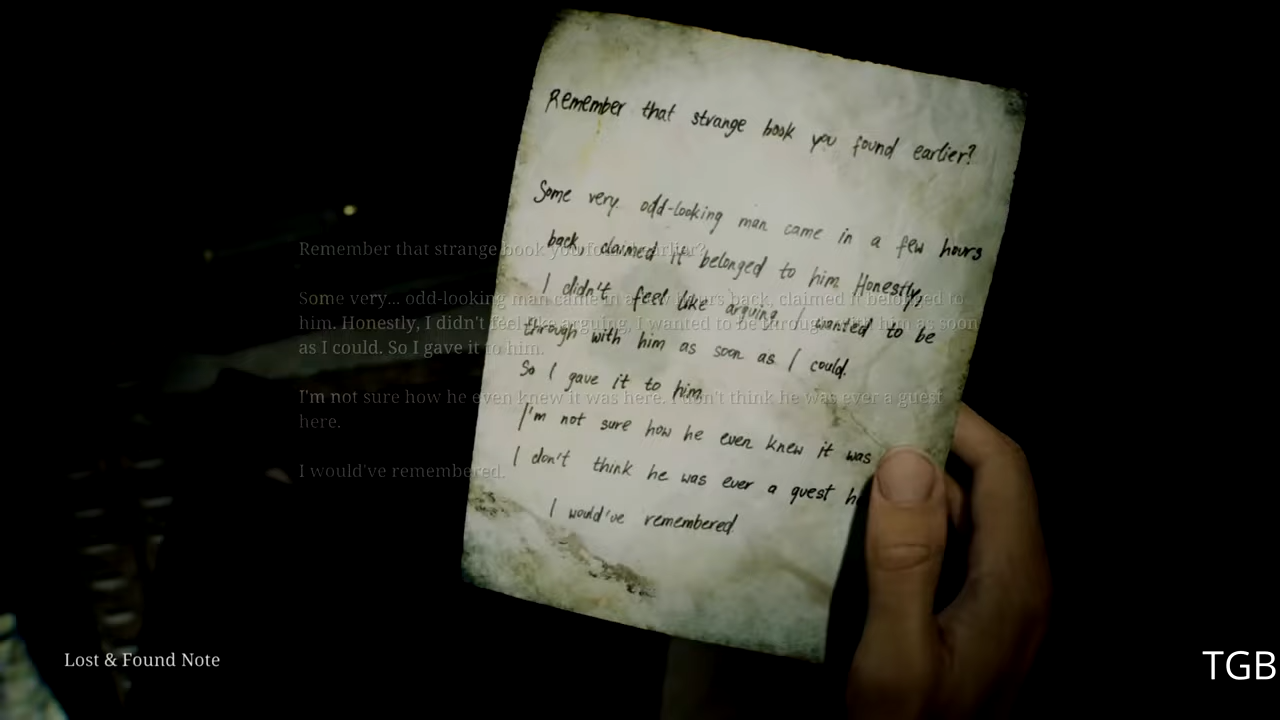 Remember that strange book you found earlier?
Some very.. odd-looking man came in a few hours
back, claimed it belonged to him. Honestly,
I didn't feel like arguing, I wanted to be
through with him as soon as I could.
So I gave it to him.
I'm not sure how he even knew it was
I don't think he was ever a guest h
I would've remembered.
Remember that strange book you found earlier?
Some very... odd-looking man came in a few hours back, claimed it belonged to
him. Honestly, I didn't feel like arguing, I wanted to be through with him as soon
as I could. So I gave it to him.
I'm not sure how he even knew it was here. I don't think he was ever a guest
here.
I would've remembered.
Lost & Found Note
TGB